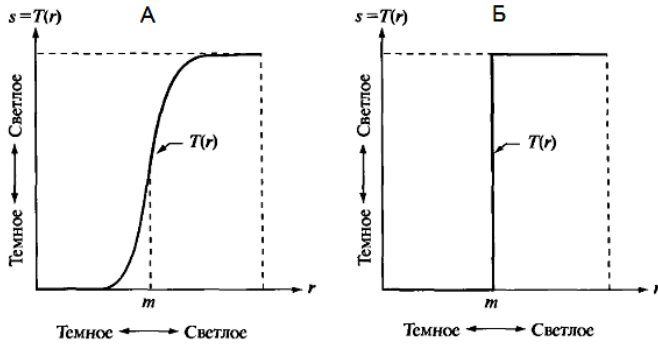 s = T(r)
А
Светлое
Темное
T(r)
m
r
Темное
Светлое
s = T(r)
Б
Светлое
Темное
T(r)
m
r
Темное
Светлое